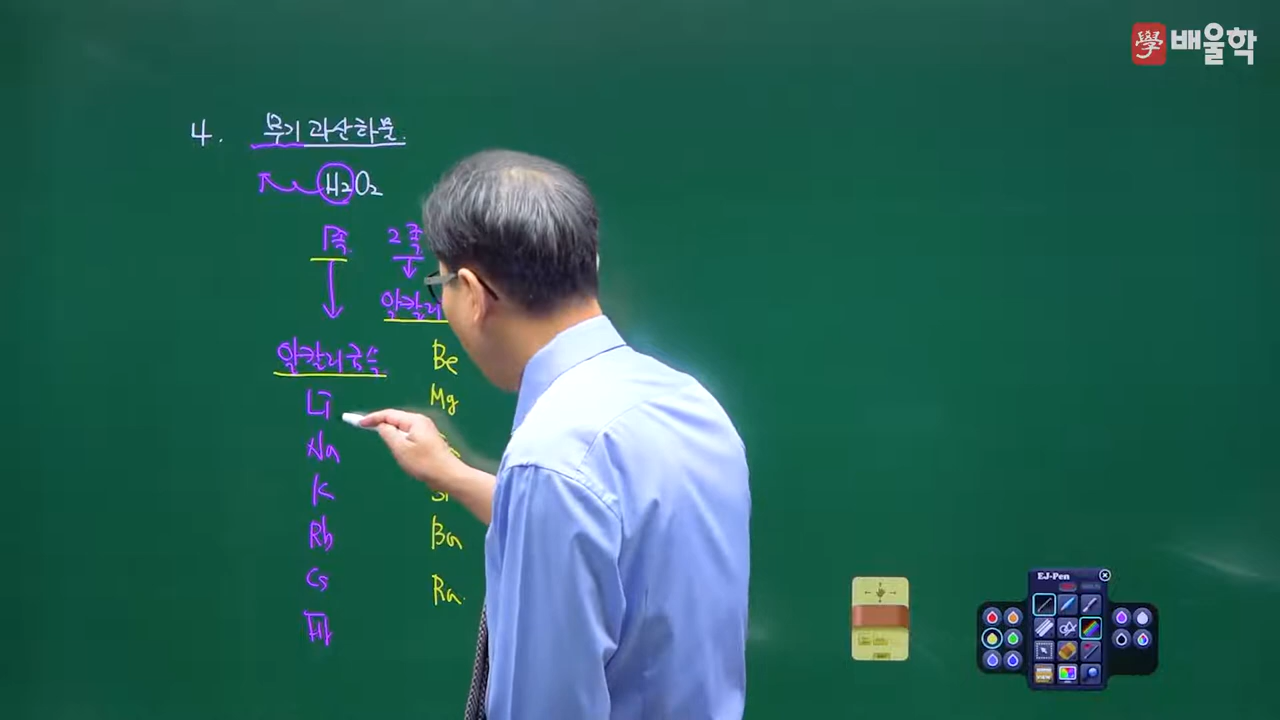 學 배울학
4. 무기과산화물.
H2O2
1족 2족
알칼리
알칼리금속
Be
Li
Mg
Na
K
Rb
Ba
Cs
Ra.
Fr
EJ-Pen